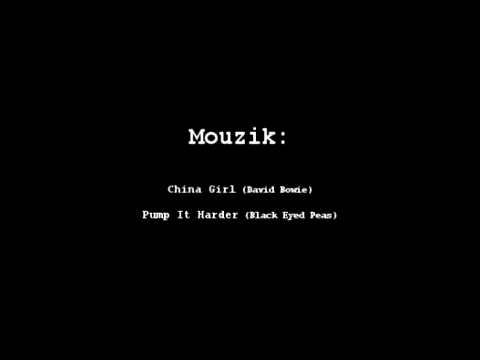 Mouzik:
China Girl (David Bowie)
Pump It Harder (Black Eyed Peas)